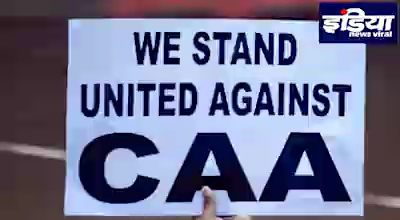 इंडिया
news viral
WE STAND
UNITED AGAINST
CAA